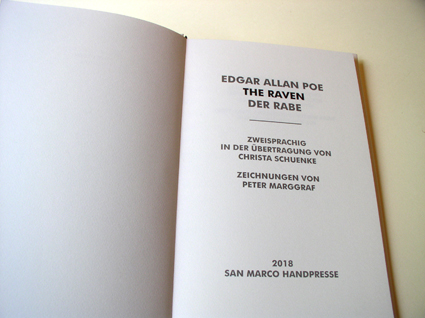 EDGAR ALLAN POE
THE RAVEN
DER RABE
ZWEISPRACHIG
IN DER ÜBERTRAGUNG VON
CHRISTA SCHUENKE
ZEICHNUNGEN VON
PETER MARGGRAF
2018
SAN MARCO HANDPRESSE